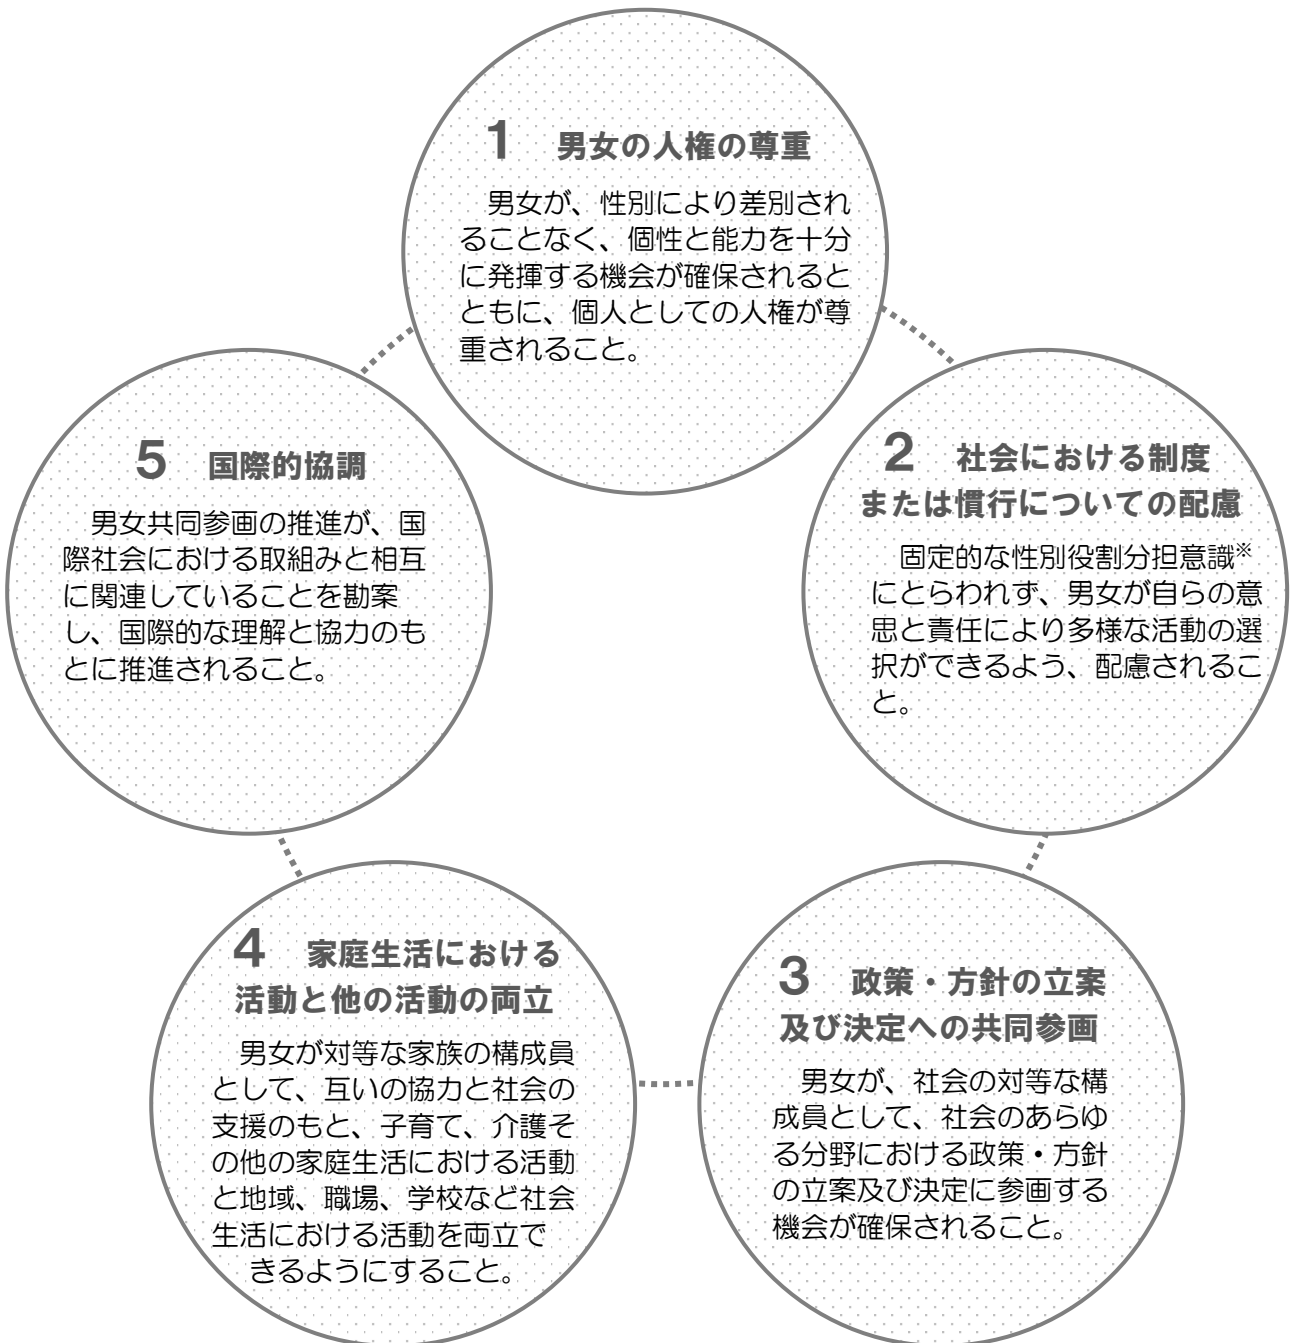 1 男女の人権の尊重
男女が、性別により差別され
ることなく、個性と能力を十分
に発揮する機会が確保されると
ともに、個人としての人権が尊
重されること。
2 社会における制度
または慣行についての配慮
固定的な性別役割分担意識※
にとらわれず、男女が自らの意
思と責任により多様な活動の選
択ができるよう、配慮されるこ
と。
3 政策・方針の立案
及び決定への共同参画
男女が、社会の対等な構
成員として、社会のあらゆ
る分野における政策・方針
の立案及び決定に参画する
機会が確保されること。
4 家庭生活における
活動と他の活動の両立
男女が対等な家族の構成員
として、互いの協力と社会の
支援のもと、子育て、介護そ
の他の家庭生活における活動
と地域、職場、学校など社会
生活における活動を両立で
きるようにすること。
5 国際的協調
男女共同参画の推進が、国
際社会における取組みと相互
に関連していることを勘案
し、国際的な理解と協力のも
とに推進されること。